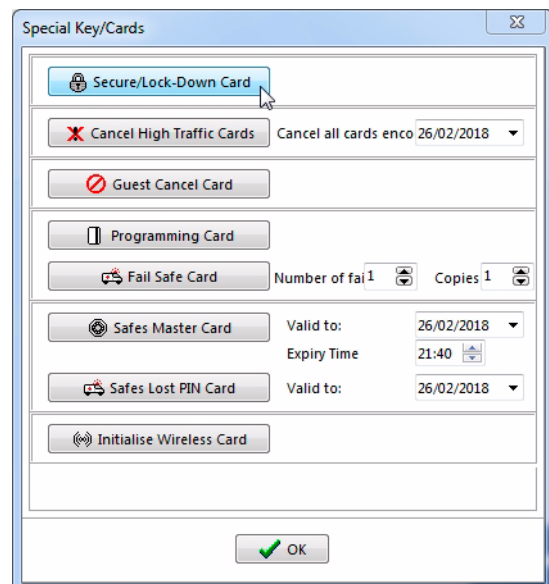 Special Key/Cards
Secure/Lock-Down Card
Cancel High Traffic Cards Cancel all cards enco 26/02/2018
Guest Cancel Card
Programming Card
Fail Safe Card Number of fai 1 Copies 1
Safes Master Card Valid to: 26/02/2018
Expiry Time 21:40
Safes Lost PIN Card Valid to: 26/02/2018
Initialise Wireless Card
OK